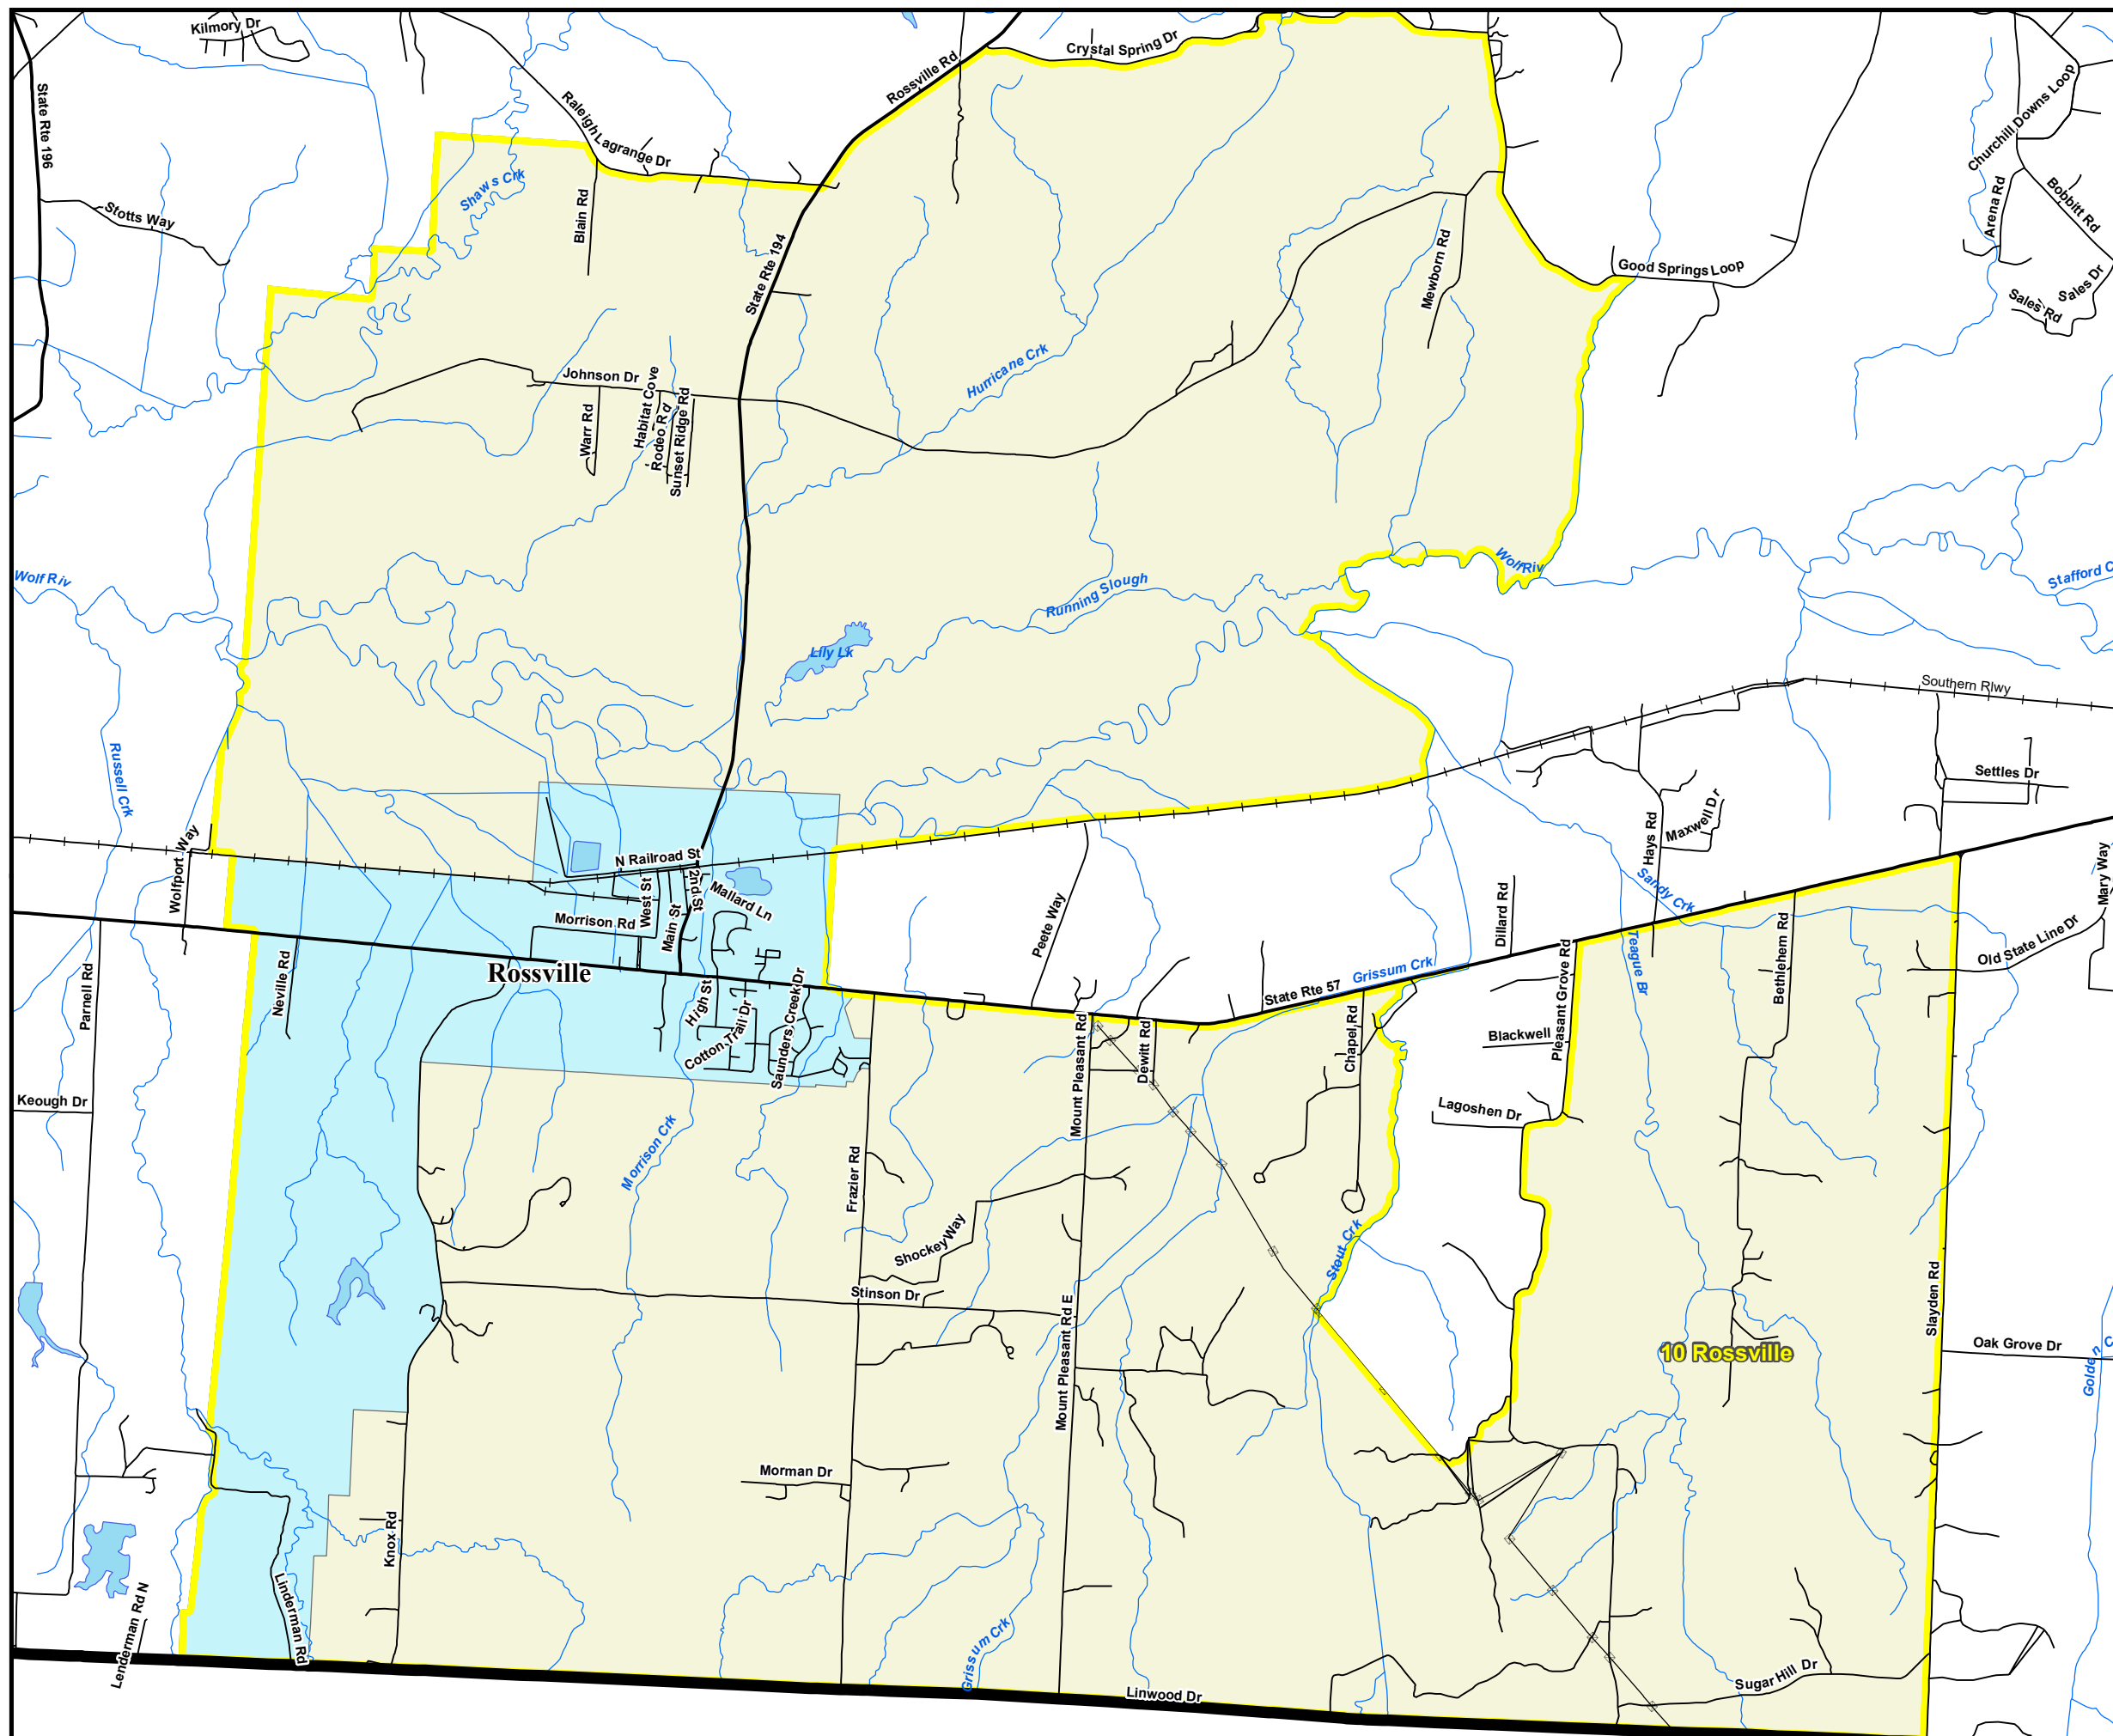 Kilmory Dr
Crystal Spring Dr
Rossville Rd
State Rte 196
Raleigh Lagrange Dr
Churchill Downs Loop
Shaws Crk
Stotts Way
Blain Rd
Arena Rd
Bobbitt Rd
State Rte 194
Mewborn Rd
Good Springs Loop
Sales Dr
Sales Rd
Hurricane Crk
Johnson Dr
Warr Rd
Habitat Cove
Rodeo Rd
Sunset Ridge Rd
Wolf Riv
Wolf Riv
Stafford C
Running Slough
Lily Lk
Southern Rlwy
Russell Crk
Settles Dr
Maxwell Dr
Hays Rd
Wolfport Way
N Railroad St
West St
2nd St
Mallard Ln
Main St
Morrison Rd
Sandy Crk
Mary Way
Peete Way
Dillard Rd
Bethlehem Rd
Old State Line Dr
Parnell Rd
Neville Rd
Rossville
High St
Cotton Trail Dr
Saunders Creek Dr
State Rte 57
Grissum Crk
Teague Br
Pleasant Grove Rd
Blackwell
Chapel Rd
Dewitt Rd
Mount Pleasant Rd
Keough Dr
Lagoshen Dr
Morrison Crk
Frazier Rd
Shockey Way
Stout Crk
Stinson Dr
Mount Pleasant Rd E
Slayden Rd
10 Rossville
Oak Grove Dr
Golden C
Morman Dr
Knox Rd
Linderman Rd
Lenderman Rd N
Grissum Crk
Linwood Dr
Sugar Hill Dr